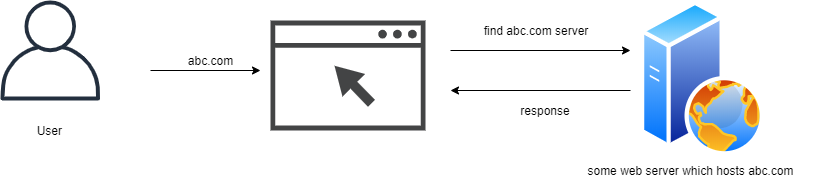 find abc.com server
abc.com
response
User
some web server which hosts abc.com